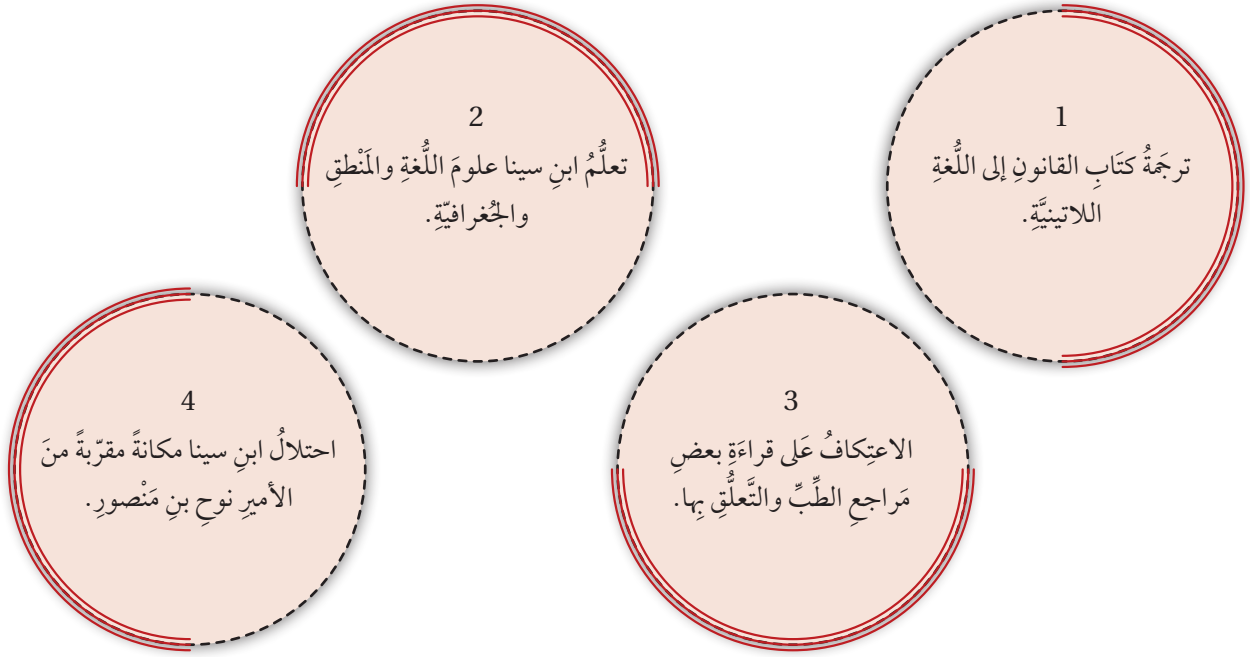 1
ترجَمةُ كتَابِ القانونِ إلى اللُّغةِ
اللاتينيَّةِ.
2
تعلُّمُ ابنِ سينا علومَ اللُّغةِ والمَنْطقِ
والجُغرافيّةِ.
3
الاعتِكافُ عَلى قراءَةِ بعضِ
مَراجعِ الطِّبِّ والتَّعلُّقِ بِها.
4
احتلالُ ابنِ سينا مكانةً مقرّبةً منَ
الأميرِ نوحِ بنِ مَنْصورِ.